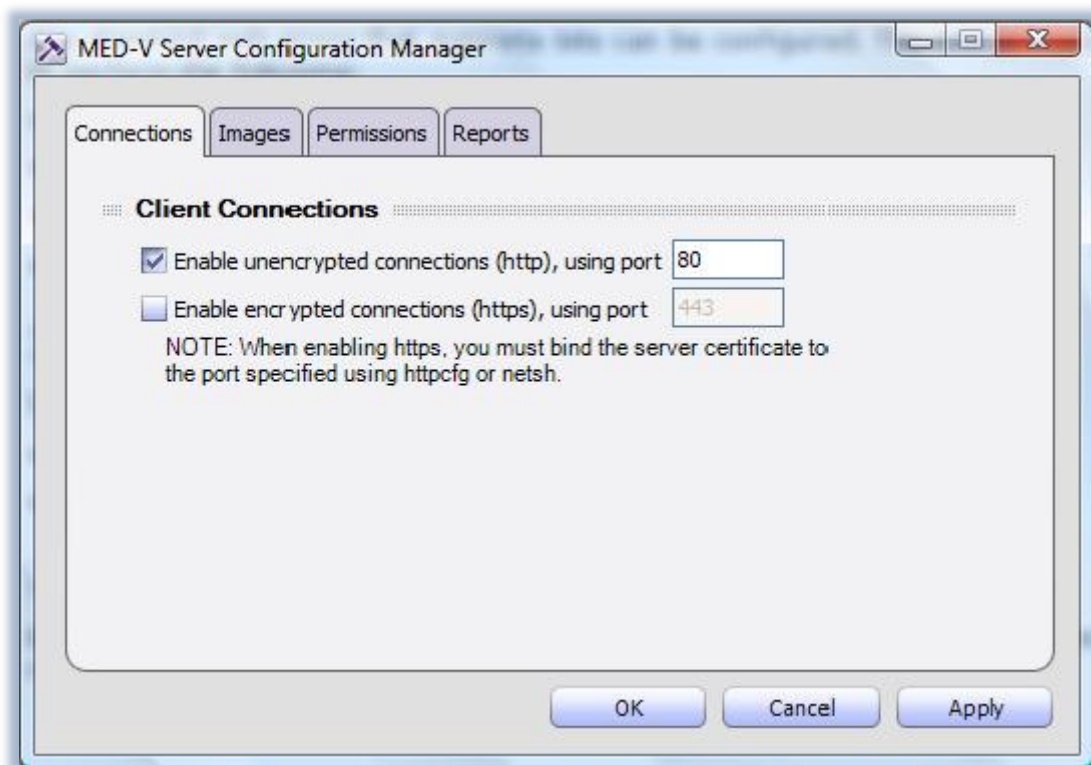 MED-V Server Configuration Manager
Connections Images Permissions Reports
Client Connections
Enable unencrypted connections (http), using port 80
Enable encrypted connections (https), using port 443
NOTE: When enabling https, you must bind the server certificate to
the port specified using httpcfg or netsh.
OK Cancel Apply